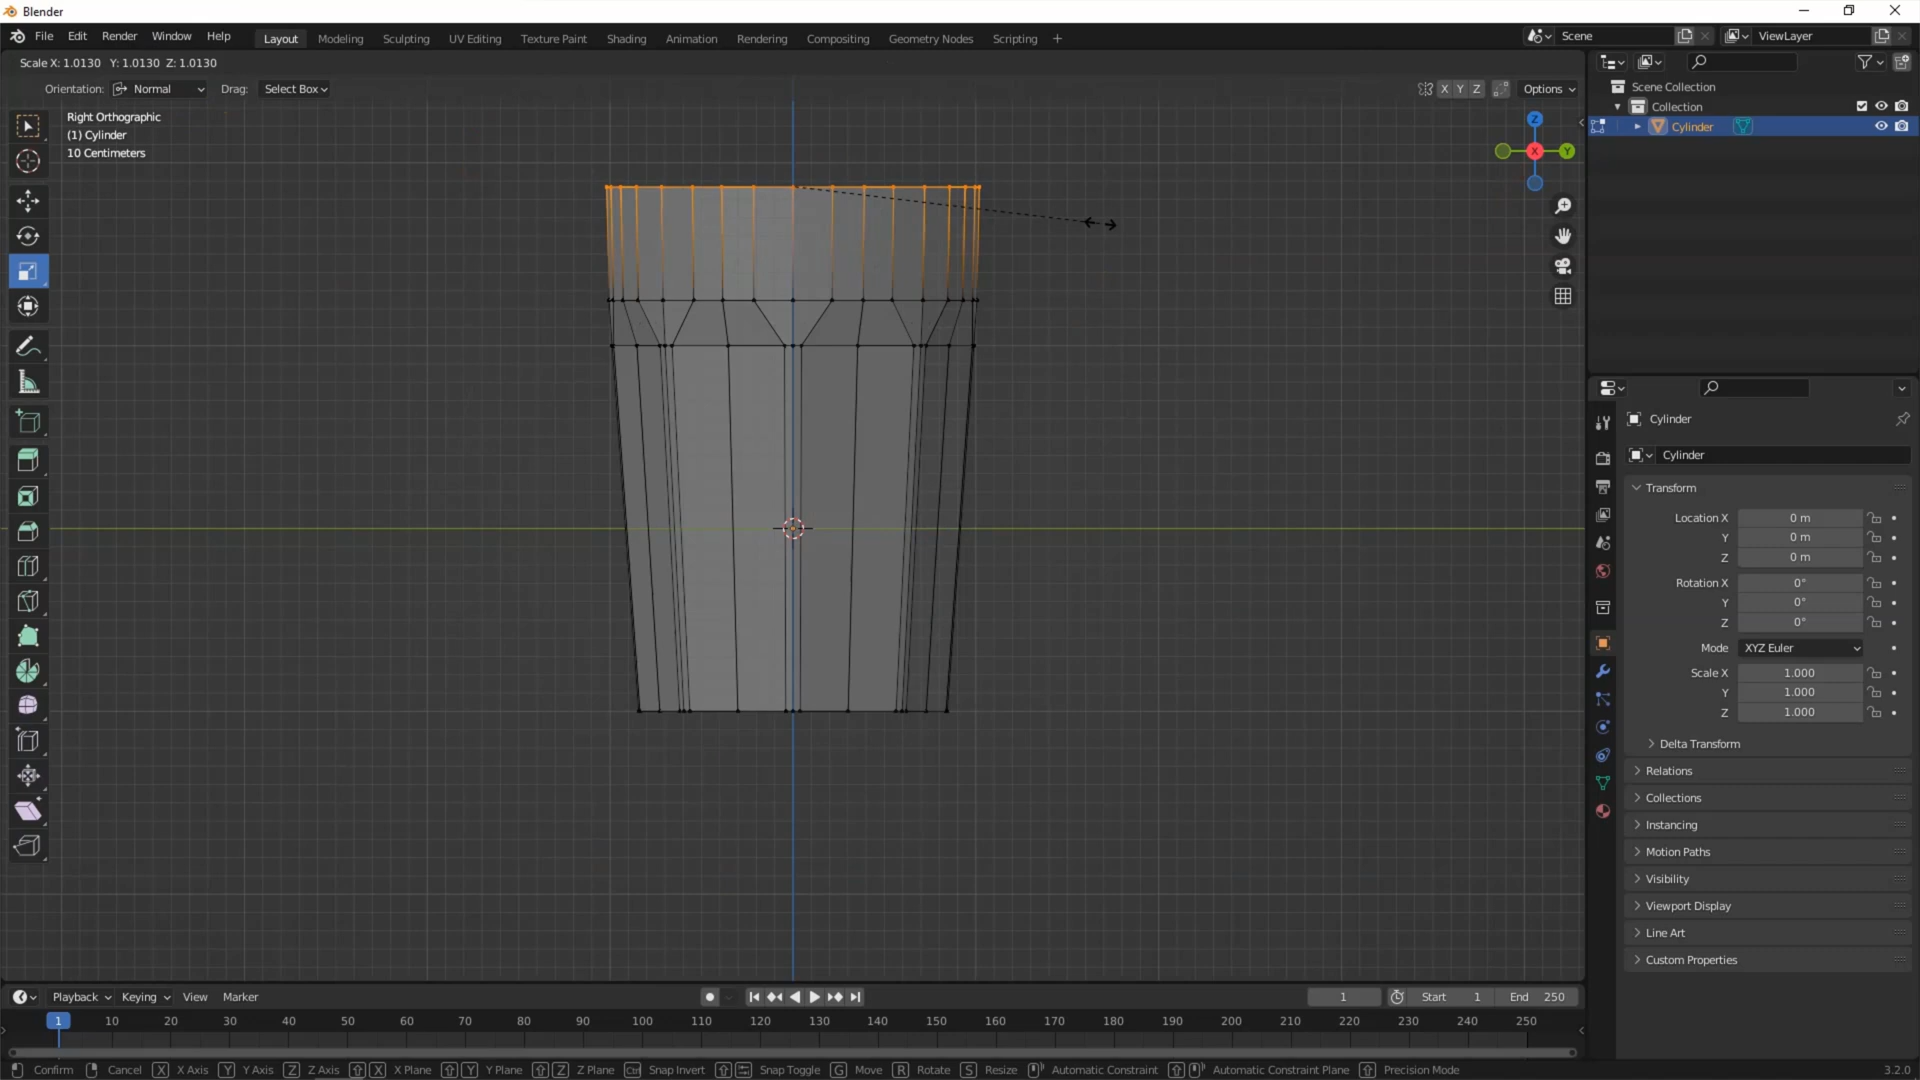 Blender
File Edit Render Window Help Layout Modeling Sculpting UV Editing Texture Paint Shading Animation Rendering Compositing Geometry Nodes Scripting + Scene ViewLayer
Scale X: 1.0130 Y: 1.0130 Z: 1.0130
Orientation: Normal Drag: Select Box X Y Z Options
Right Orthographic
(1) Cylinder
10 Centimeters
Z
X
Y
Scene Collection
Collection
Cylinder
Cylinder
Cylinder
Transform
Location X 0 m
Y 0 m
Z 0 m
Rotation X 0°
Y 0°
Z 0°
Mode XYZ Euler
Scale X 1.000
Y 1.000
Z 1.000
Delta Transform
Relations
Collections
Instancing
Motion Paths
Visibility
Viewport Display
Line Art
Custom Properties
Playback Keying View Marker 1 Start 1 End 250
1 10 20 30 40 50 60 70 80 90 100 110 120 130 140 150 160 170 180 190 200 210 220 230 240 250
Confirm Cancel X X Axis Y Y Axis Z Z Axis X X Plane Y Y Plane Z Z Plane Ctrl Snap Invert Snap Toggle G Move R Rotate S Resize Automatic Constraint Automatic Constraint Plane Precision Mode 3.2.0